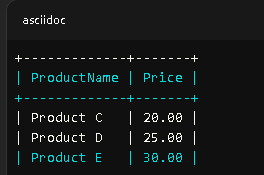 asciidoc
+-------------+-------+
| ProductName | Price |
+-------------+-------+
| Product C   | 20.00 |
| Product D   | 25.00 |
| Product E   | 30.00 |